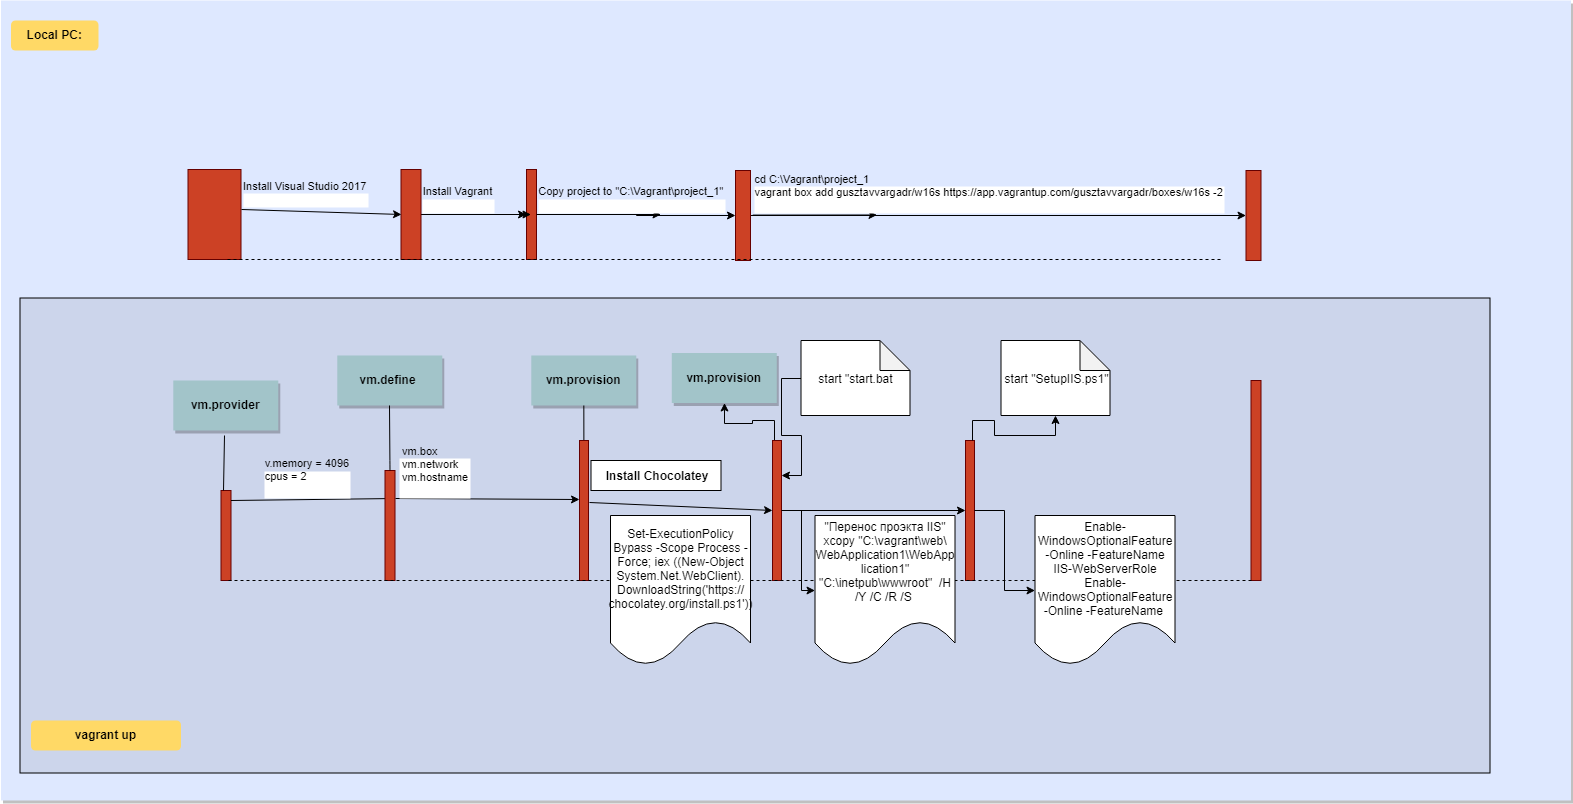 Local PC:
Install Visual Studio 2017
Install Vagrant
Copy project to "C:\Vagrant\project_1"
cd C:\Vagrant\project_1
vagrant box add gusztavvargadr/w16s https://app.vagrantup.com/gusztavvargadr/boxes/w16s -2
vm.provider
vm.define
vm.provision
vm.provision
start "start.bat
start "SetupIIS.ps1"
v.memory = 4096
cpus = 2
vm.box
vm.network
vm.hostname
Install Chocolatey
Set-ExecutionPolicy
Bypass -Scope Process -
Force; iex ((New-Object
System.Net.WebClient).
DownloadString('https://
chocolatey.org/install.ps1'))
"Перенос проэкта IIS"
xcopy "C:\vagrant\web\
WebApplication1\WebApp
lication1"
"C:\inetpub\wwwroot" /H
/Y /C /R /S
Enable-
WindowsOptionalFeature
-Online -FeatureName
IIS-WebServerRole
Enable-
WindowsOptionalFeature
-Online -FeatureName
vagrant up